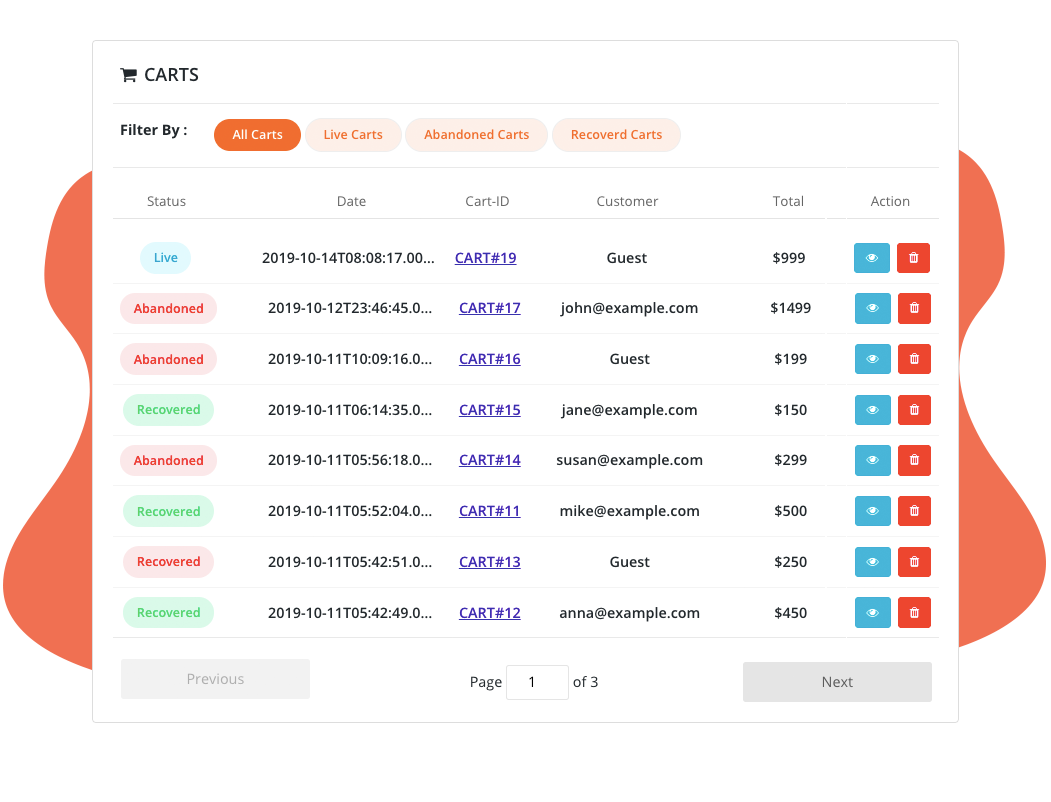 CARTS
Filter By : All Carts Live Carts Abandoned Carts Recoverd Carts
Status Date Cart-ID Customer Total Action
Live 2019-10-14T08:08:17.00... CART#19 Guest $999
Abandoned 2019-10-12T23:46:45.0... CART#17 john@example.com $1499
Abandoned 2019-10-11T10:09:16.0... CART#16 Guest $199
Recovered 2019-10-11T06:14:35.0... CART#15 jane@example.com $150
Abandoned 2019-10-11T05:56:18.0... CART#14 susan@example.com $299
Recovered 2019-10-11T05:52:04.0... CART#11 mike@example.com $500
Recovered 2019-10-11T05:42:51.0... CART#13 Guest $250
Recovered 2019-10-11T05:42:49.0... CART#12 anna@example.com $450
Previous Page 1 of 3 Next